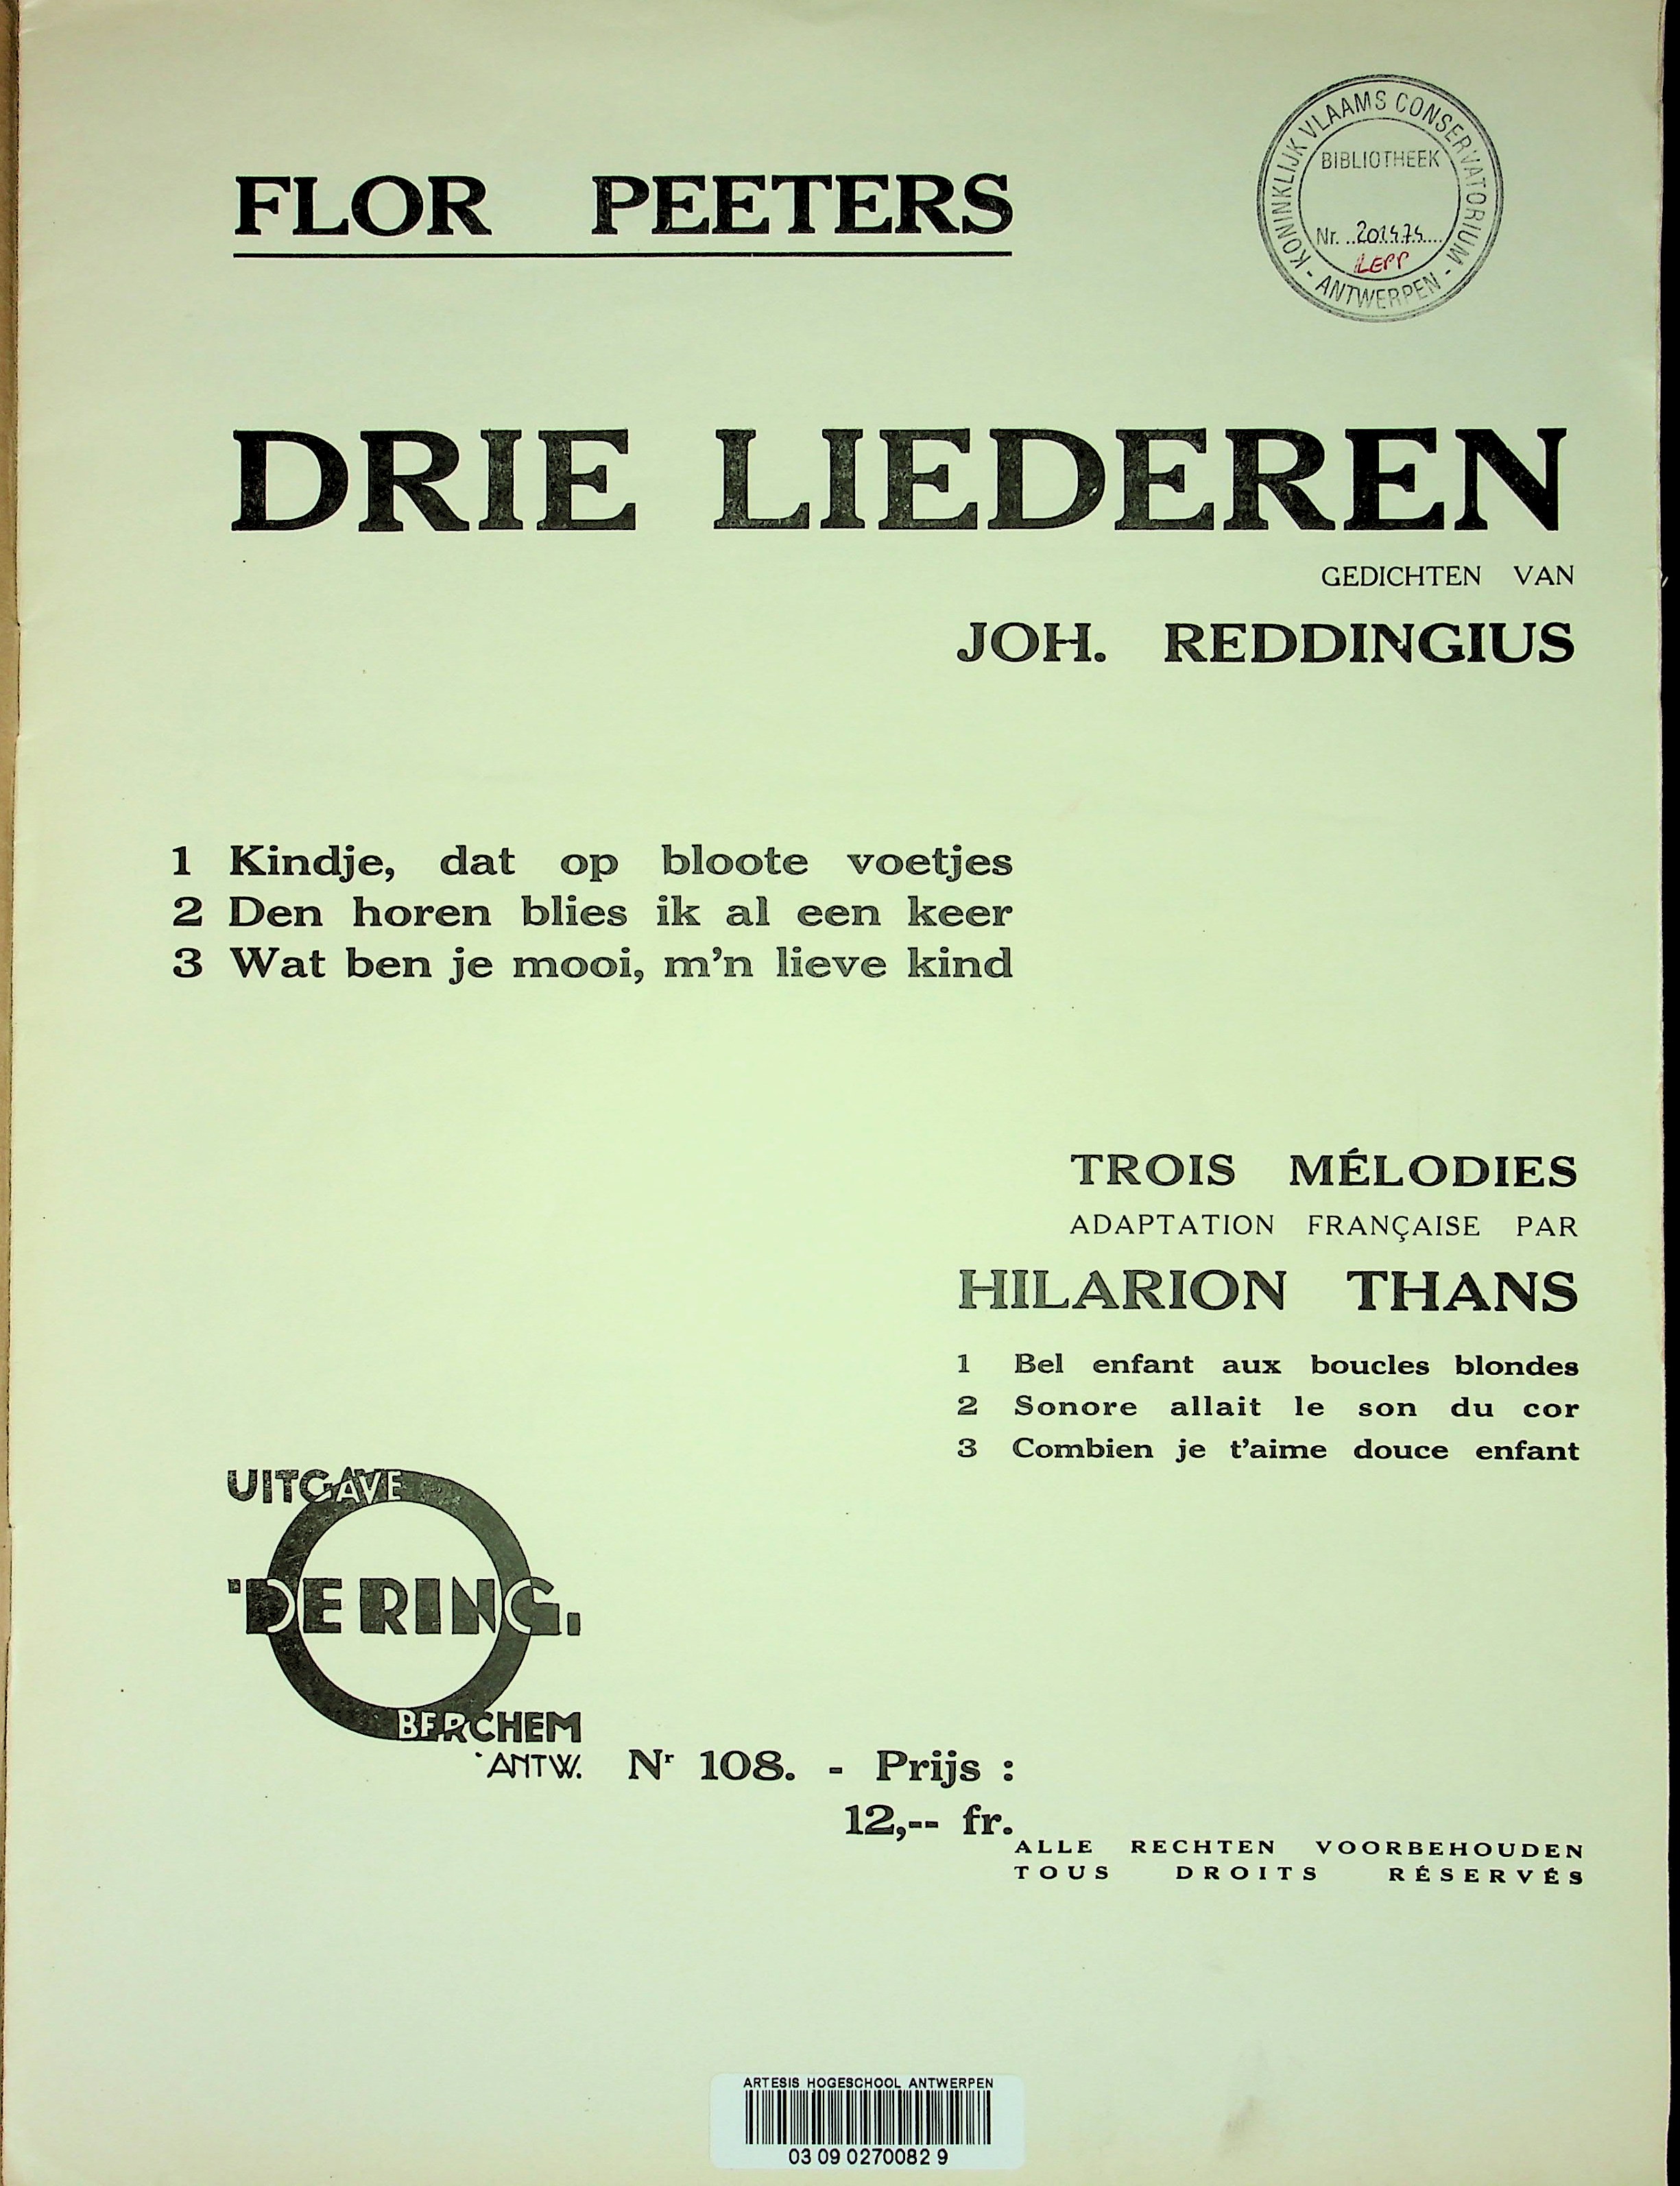 FLOR PEETERS
KONINKLIJK VLAAMS CONSERVATORIUM - ANTWERPEN -
BIBLIOTHEEK
Nr. 201474
DRIE LIEDEREN
GEDICHTEN VAN
JOH. REDDINGIUS
1 Kindje, dat op bloote voetjes
2 Den horen blies ik al een keer
3 Wat ben je mooi, m'n lieve kind
TROIS MÉLODIES
ADAPTATION FRANÇAISE PAR
HILARION THANS
1 Bel enfant aux boucles blondes
2 Sonore allait le son du cor
3 Combien je t'aime douce enfant
UITGAVE
'DE RING,
BERCHEM
'ANTW.
Nr 108. - Prijs :
12,-- fr.
ALLE RECHTEN VOORBEHOUDEN
TOUS DROITS RÉSERVÉS
ARTESIS HOGESCHOOL ANTWERPEN
03 09 0270082 9